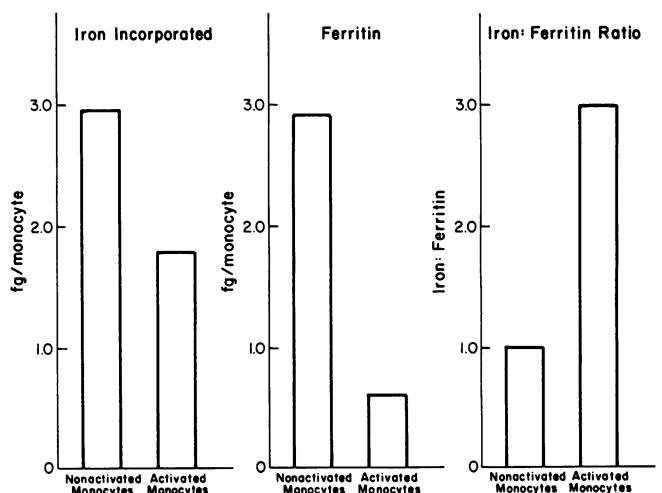 Iron Incorporated
fg/monocyte
3.0
2.0
1.0
0
Nonactivated Monocytes
Activated Monocytes
Ferritin
fg/monocyte
3.0
2.0
1.0
0
Nonactivated Monocytes
Activated Monocytes
Iron: Ferritin Ratio
Iron: Ferritin
3.0
2.0
1.0
0
Nonactivated Monocytes
Activated Monocytes